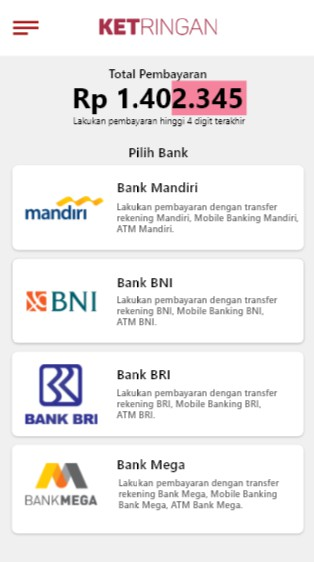 KETRINGAN
Total Pembayaran
Rp 1.402.345
Lakukan pembayaran hinggi 4 digit terakhir
Pilih Bank
mandiri
Bank Mandiri
Lakukan pembayaran dengan transfer
rekening Mandiri, Mobile Banking Mandiri,
ATM Mandiri.
BNI
Bank BNI
Lakukan pembayaran dengan transfer
rekening BNI, Mobile Banking BNI,
ATM BNI.
BANK BRI
Bank BRI
Lakukan pembayaran dengan transfer
rekening BRI, Mobile Banking BRI,
ATM BRI.
BANKMEGA
Bank Mega
Lakukan pembayaran dengan transfer
rekening Bank Mega, Mobile Banking
Bank Mega, ATM Bank Mega.